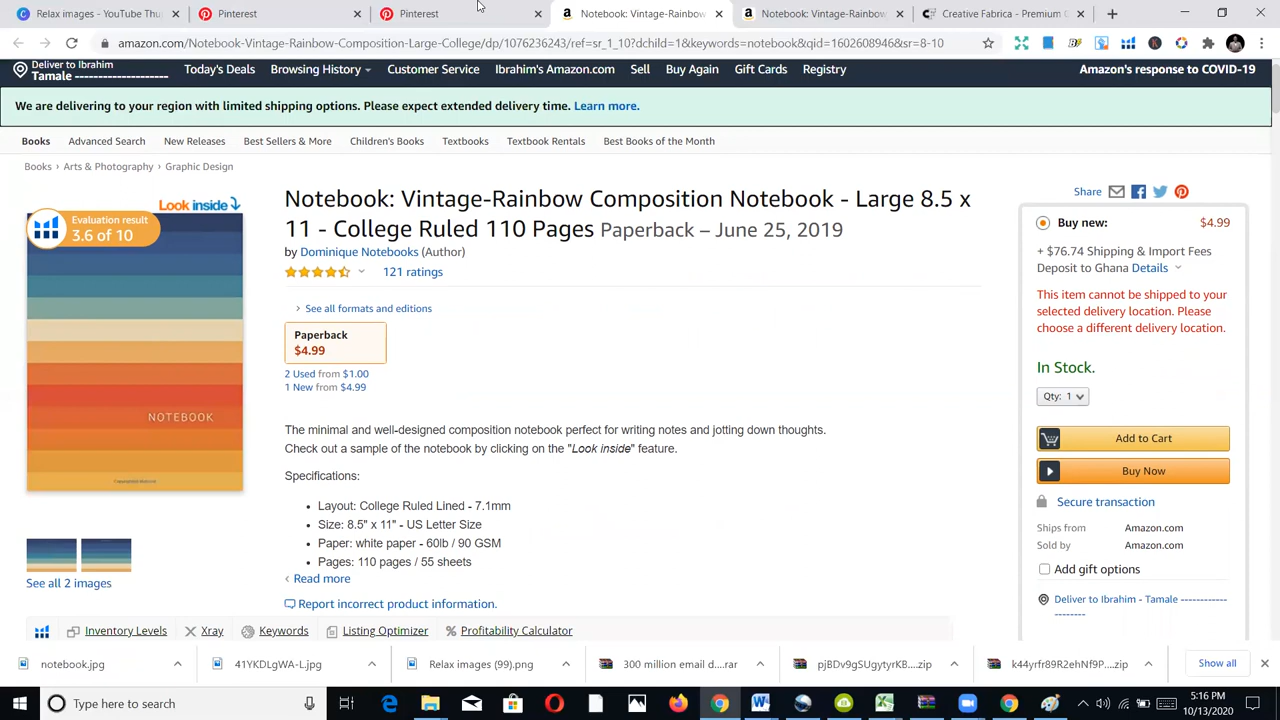 Relax images - YouTube Thu
Pinterest
Pinterest
Notebook: Vintage-Rainbow
Notebook: Vintage-Rainbow
Creative Fabrica - Premium
amazon.com/Notebook-Vintage-Rainbow-Composition-Large-College/dp/1076236243/ref=sr_1_10?dchild=1&keywords=notebook&qid=1602608946&sr=8-10
Deliver to Ibrahim
Tamale --------------------
Today's Deals
Browsing History
Customer Service
Ibrahim's Amazon.com
Sell
Buy Again
Gift Cards
Registry
Amazon's response to COVID-19
We are delivering to your region with limited shipping options. Please expect extended delivery time. Learn more.
Books
Advanced Search
New Releases
Best Sellers & More
Children's Books
Textbooks
Textbook Rentals
Best Books of the Month
Books › Arts & Photography › Graphic Design
Look inside
Evaluation result
3.6 of 10
NOTEBOOK
See all 2 images
Notebook: Vintage-Rainbow Composition Notebook - Large 8.5 x
11 - College Ruled 110 Pages Paperback – June 25, 2019
by Dominique Notebooks (Author)
121 ratings
› See all formats and editions
Paperback
$4.99
2 Used from $1.00
1 New from $4.99
The minimal and well-designed composition notebook perfect for writing notes and jotting down thoughts.
Check out a sample of the notebook by clicking on the "Look inside" feature.
Specifications:
• Layout: College Ruled Lined - 7.1mm
• Size: 8.5" x 11" - US Letter Size
• Paper: white paper - 60lb / 90 GSM
• Pages: 110 pages / 55 sheets
‹ Read more
Report incorrect product information.
Share
Buy new: $4.99
+ $76.74 Shipping & Import Fees
Deposit to Ghana Details
This item cannot be shipped to your
selected delivery location. Please
choose a different delivery location.
In Stock.
Qty: 1
Add to Cart
Buy Now
Secure transaction
Ships from Amazon.com
Sold by Amazon.com
Add gift options
Deliver to Ibrahim - Tamale -----------
--------
Inventory Levels
Xray
Keywords
Listing Optimizer
Profitability Calculator
notebook.jpg
41YKDLgWA-L.jpg
Relax images (99).png
300 million email d....rar
pjBDv9gSUgytyrKB....zip
k44yrfr89R2ehNf9P....zip
Show all
Type here to search
5:16 PM
10/13/2020